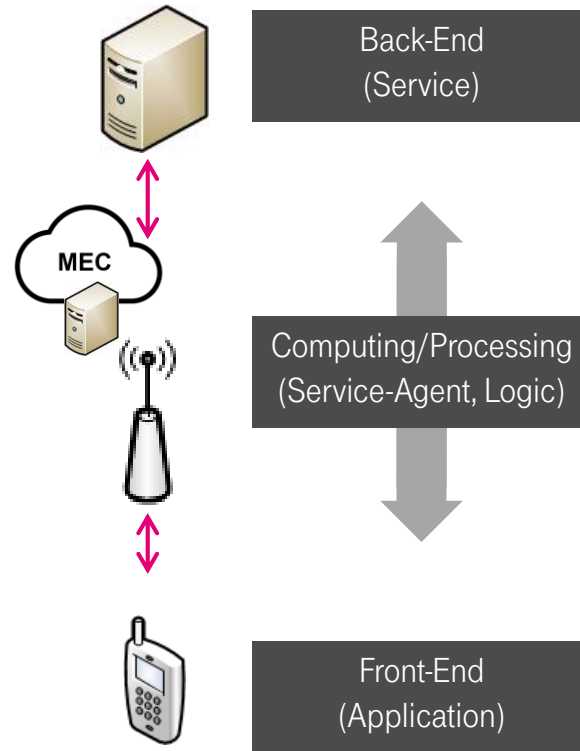 Back-End
(Service)
MEC
Computing/Processing
(Service-Agent, Logic)
Front-End
(Application)